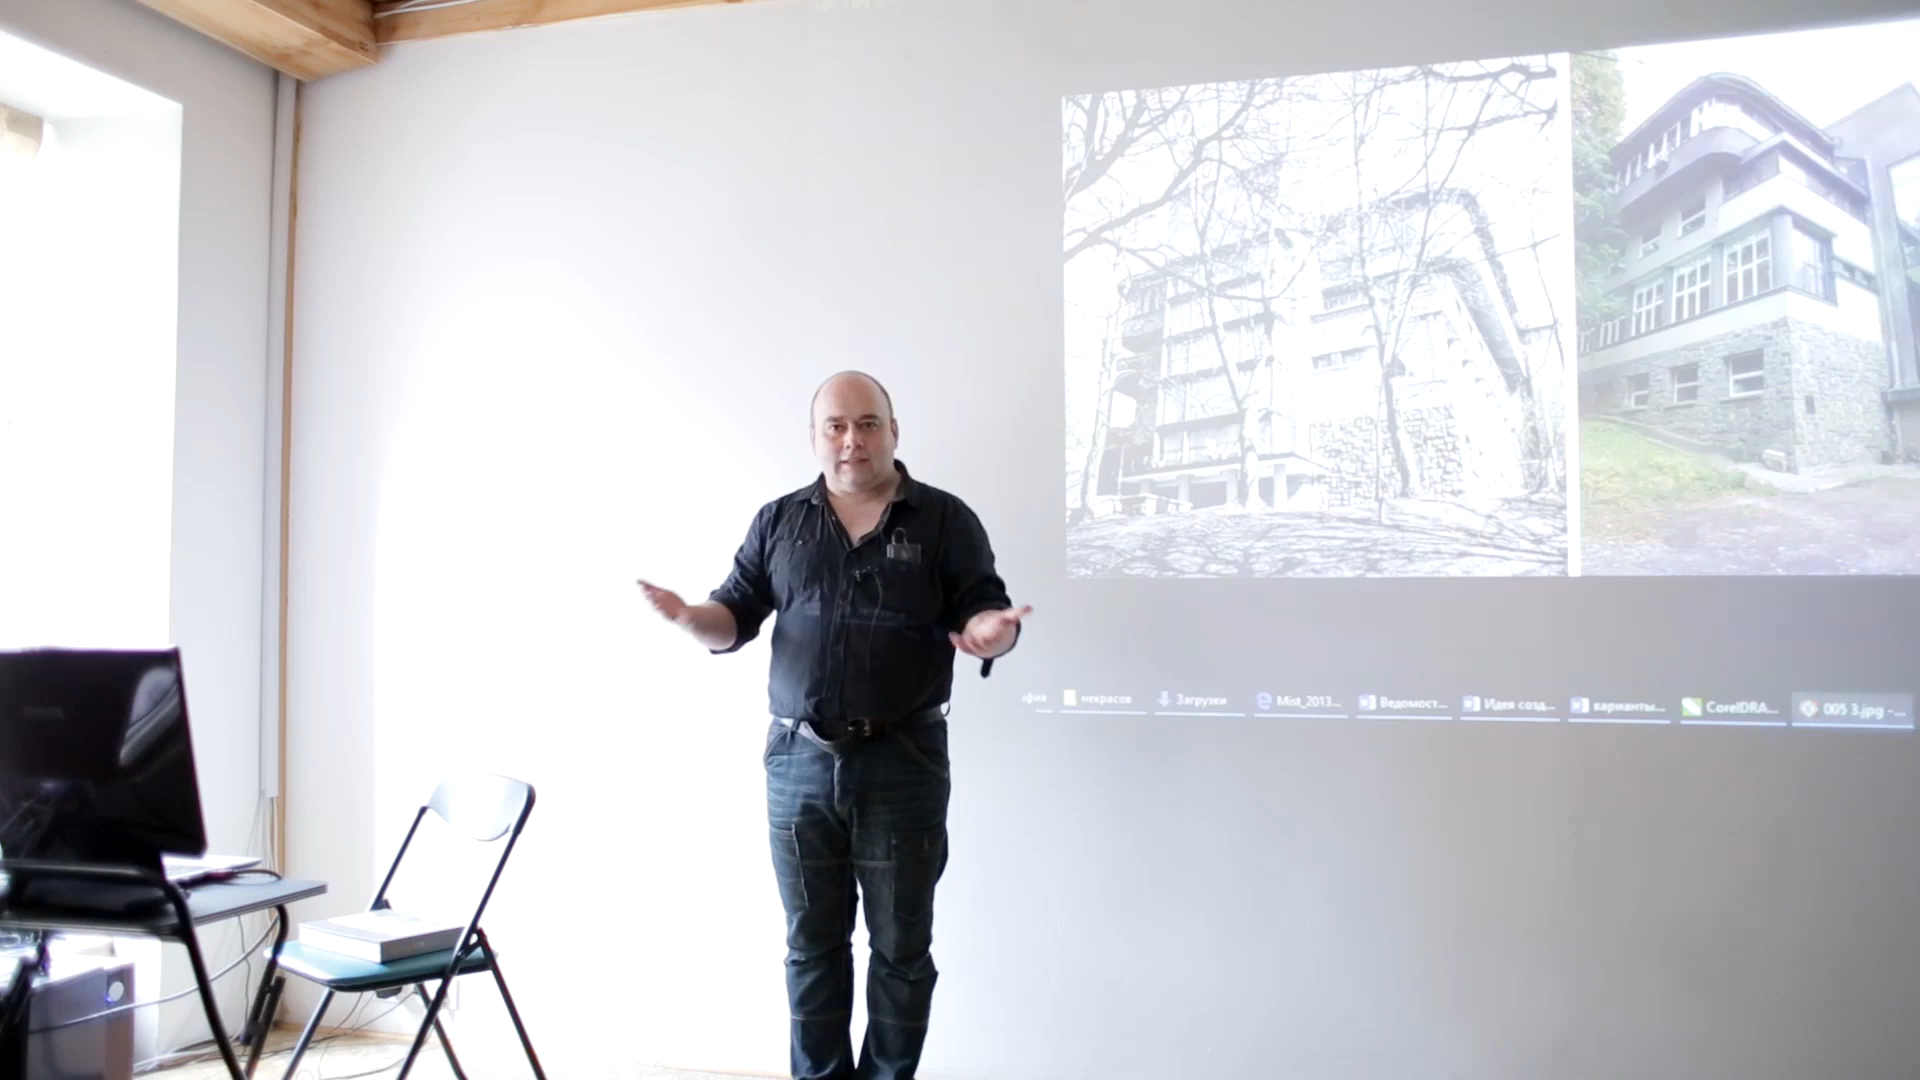 некрасов
Загрузки
Mist_2013...
Ведомост...
Идея созд...
варианты...
CorelDRA...
005 3.jpg -...